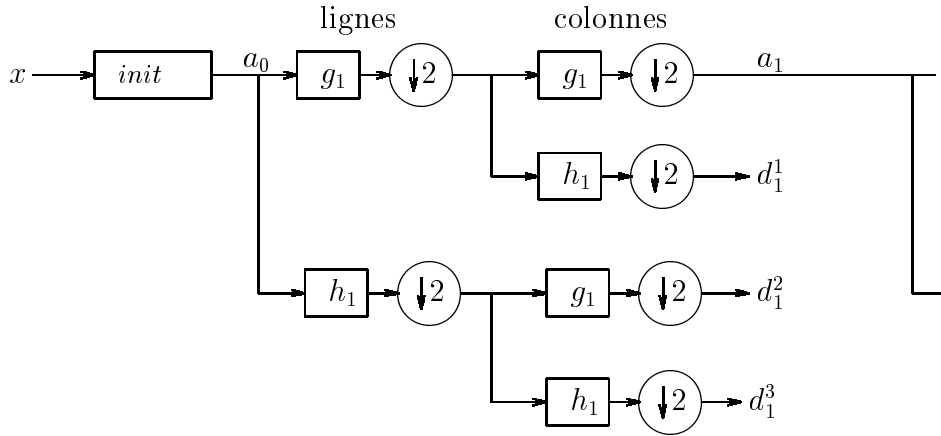 lignes colonnes
x init a₀ g₁ ↓2 g₁ ↓2 a₁
h₁ ↓2 d₁¹
h₁ ↓2 g₁ ↓2 d₁²
h₁ ↓2 d₁³